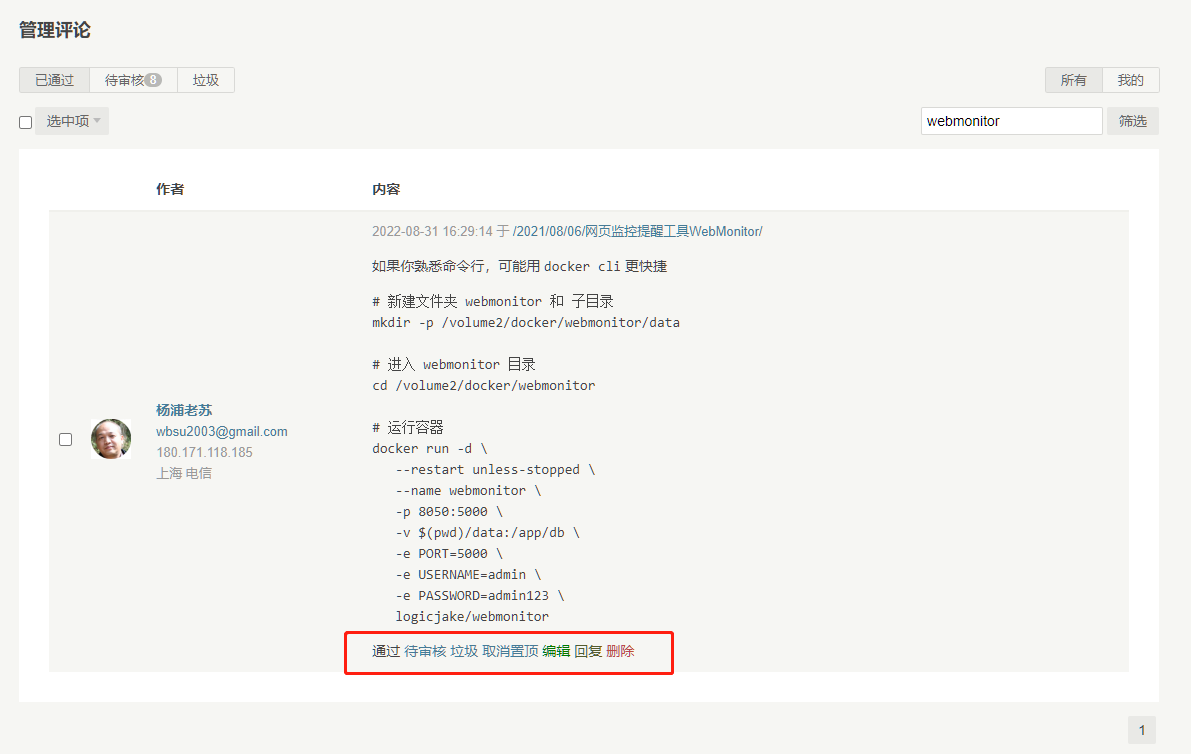 管理评论
已通过 待审核 8 垃圾 所有 我的
选中项 webmonitor 筛选
作者 内容
2022-08-31 16:29:14 于 /2021/08/06/网页监控提醒工具WebMonitor/
如果你熟悉命令行，可能用 docker cli 更快捷
# 新建文件夹 webmonitor 和 子目录
mkdir -p /volume2/docker/webmonitor/data
# 进入 webmonitor 目录
cd /volume2/docker/webmonitor
杨浦老苏
wbsu2003@gmail.com
180.171.118.185
上海 电信
# 运行容器
docker run -d \
--restart unless-stopped \
--name webmonitor \
-p 8050:5000 \
-v $(pwd)/data:/app/db \
-e PORT=5000 \
-e USERNAME=admin \
-e PASSWORD=admin123 \
logicjake/webmonitor
通过 待审核 垃圾 取消置顶 编辑 回复 删除
1